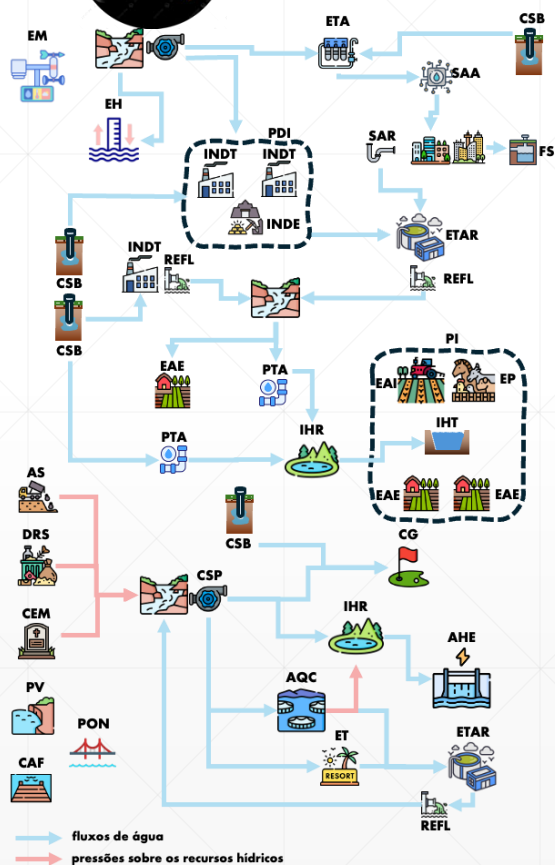 EM
ETA
CSB
SAA
EH
PDI
INDT
INDT
INDE
SAR
FS
ETAR
REFL
INDT
REFL
CSB
CSB
EAE
PTA
PI
EAI
EP
IHT
EAE
EAE
PTA
IHR
AS
CSB
CG
DRS
CSP
IHR
CEM
AHE
AQC
PV
PON
ET
RESORT
ETAR
CAF
REFL
fluxos de água
pressões sobre os recursos hídricos